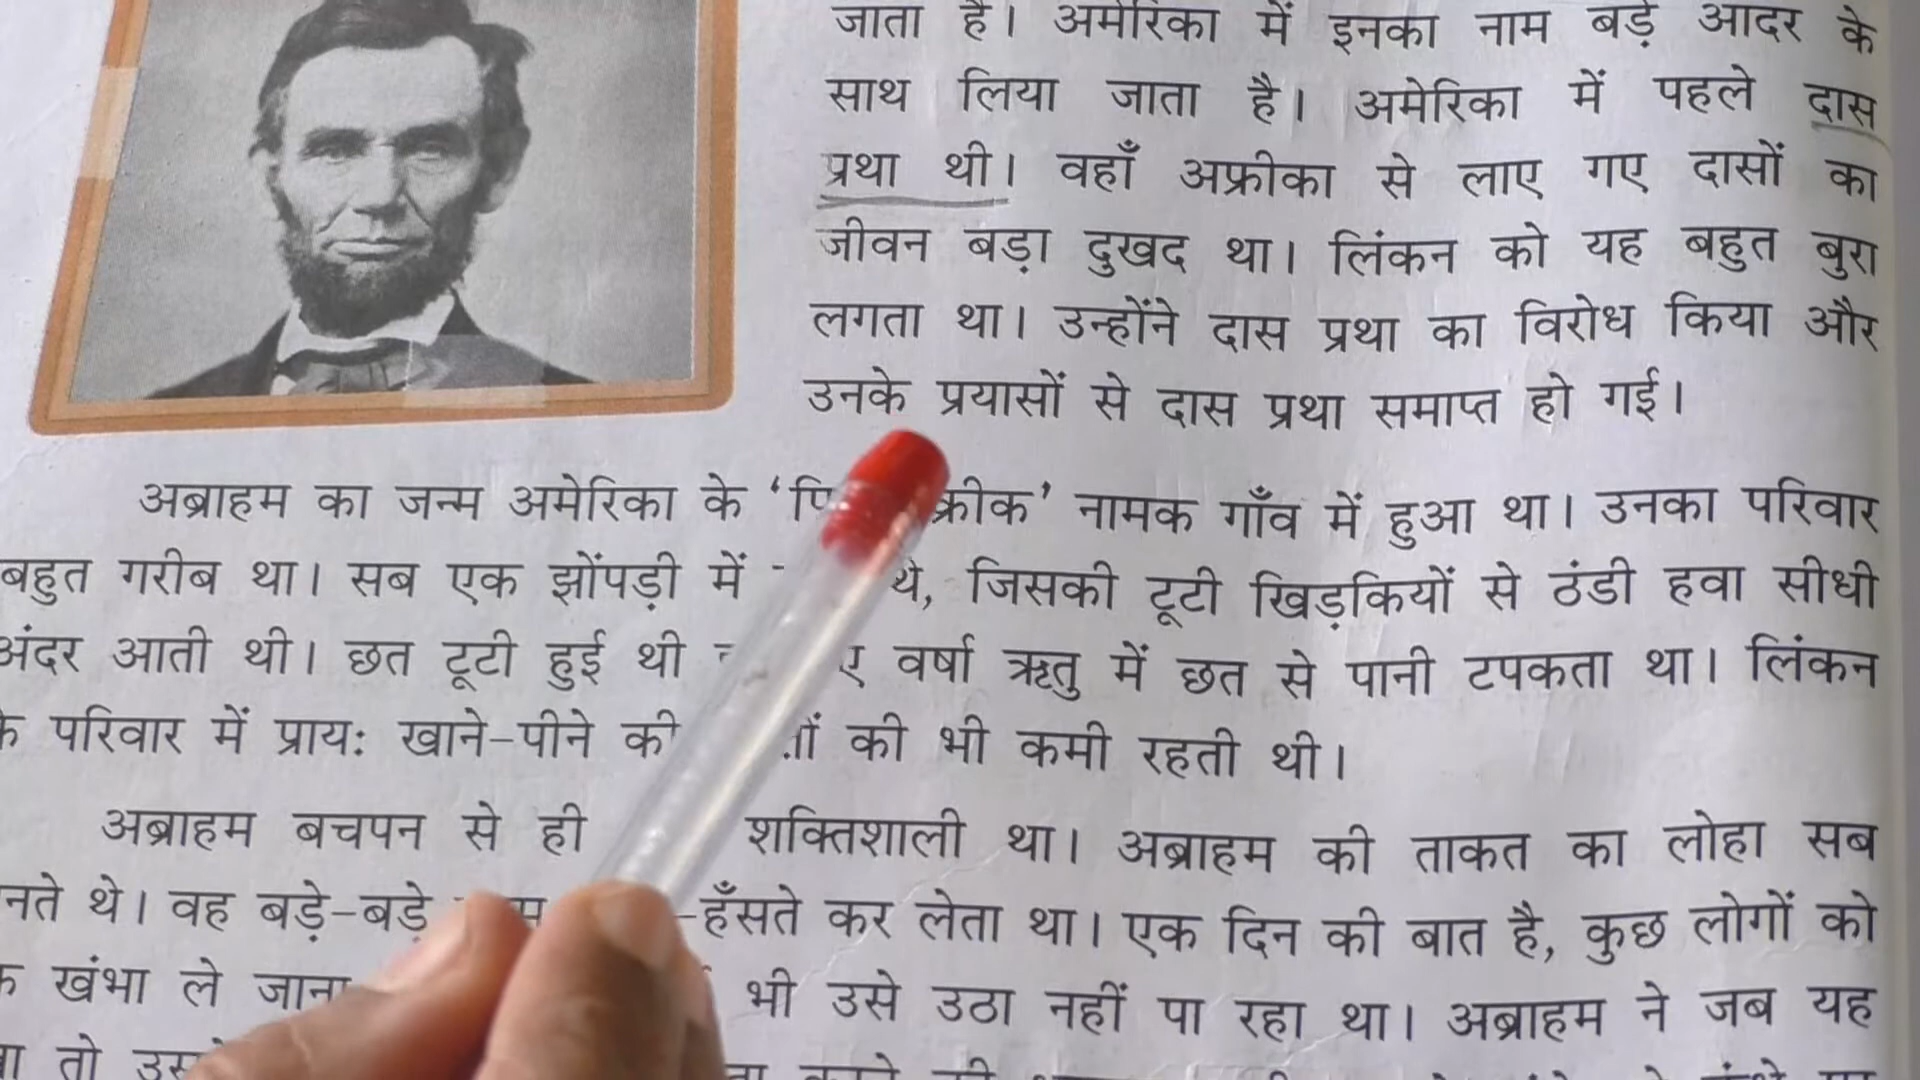 जाता है। अमेरिका में इनका नाम बड़े आदर के
साथ लिया जाता है। अमेरिका में पहले दास
प्रथा थी। वहाँ अफ्रीका से लाए गए दासों का
जीवन बड़ा दुखद था। लिंकन को यह बहुत बुरा
लगता था। उन्होंने दास प्रथा का विरोध किया और
उनके प्रयासों से दास प्रथा समाप्त हो गई।
अब्राहम का जन्म अमेरिका के क्रीक’ नामक गाँव में हुआ था। उनका परिवार
बहुत गरीब था। सब एक झोंपड़ी में थे, जिसकी टूटी खिड़कियों से ठंडी हवा सीधी
अंदर आती थी। छत टूटी हुई थी वर्षा ऋतु में छत से पानी टपकता था। लिंकन
के परिवार में प्रायः खाने-पीने की की भी कमी रहती थी।
अब्राहम बचपन से ही शक्तिशाली था। अब्राहम की ताकत का लोहा सब
थे। वह बड़े-बड़े -हँसते कर लेता था। एक दिन की बात है, कुछ लोगों को
खंभा ले जाना भी उसे उठा नहीं पा रहा था। अब्राहम ने जब यह
तो